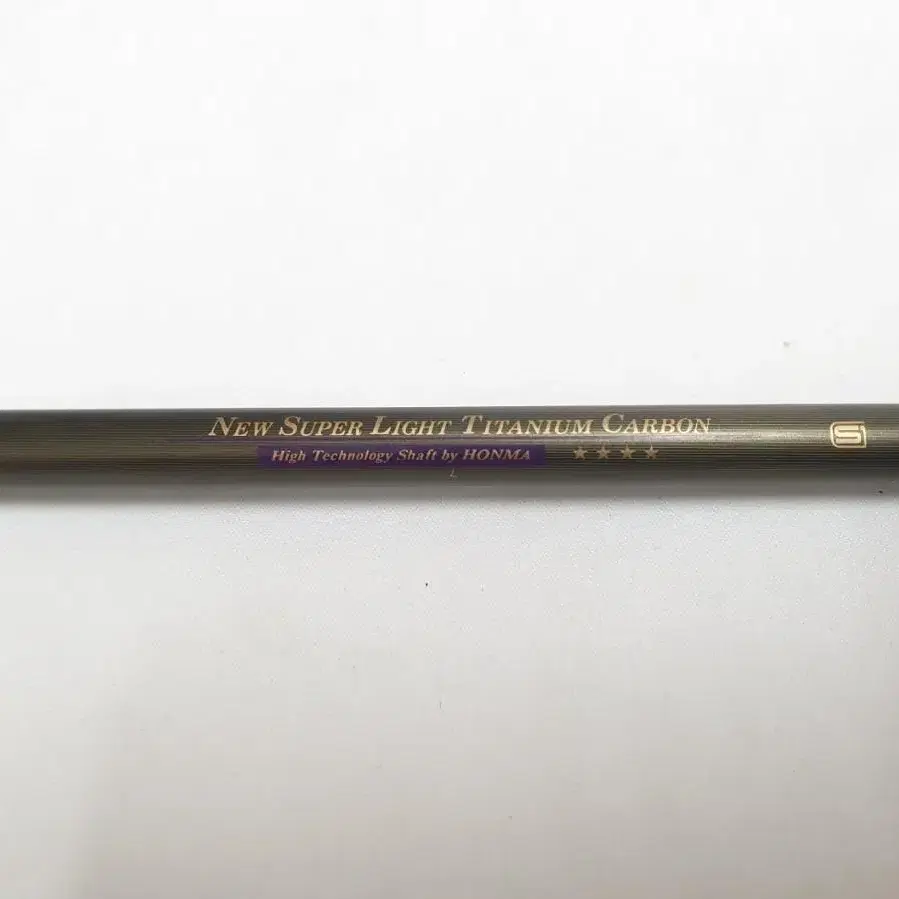 NEW SUPER LIGHT TITANIUM CARBON
High Technology Shaft by HONMA ★★★★
S